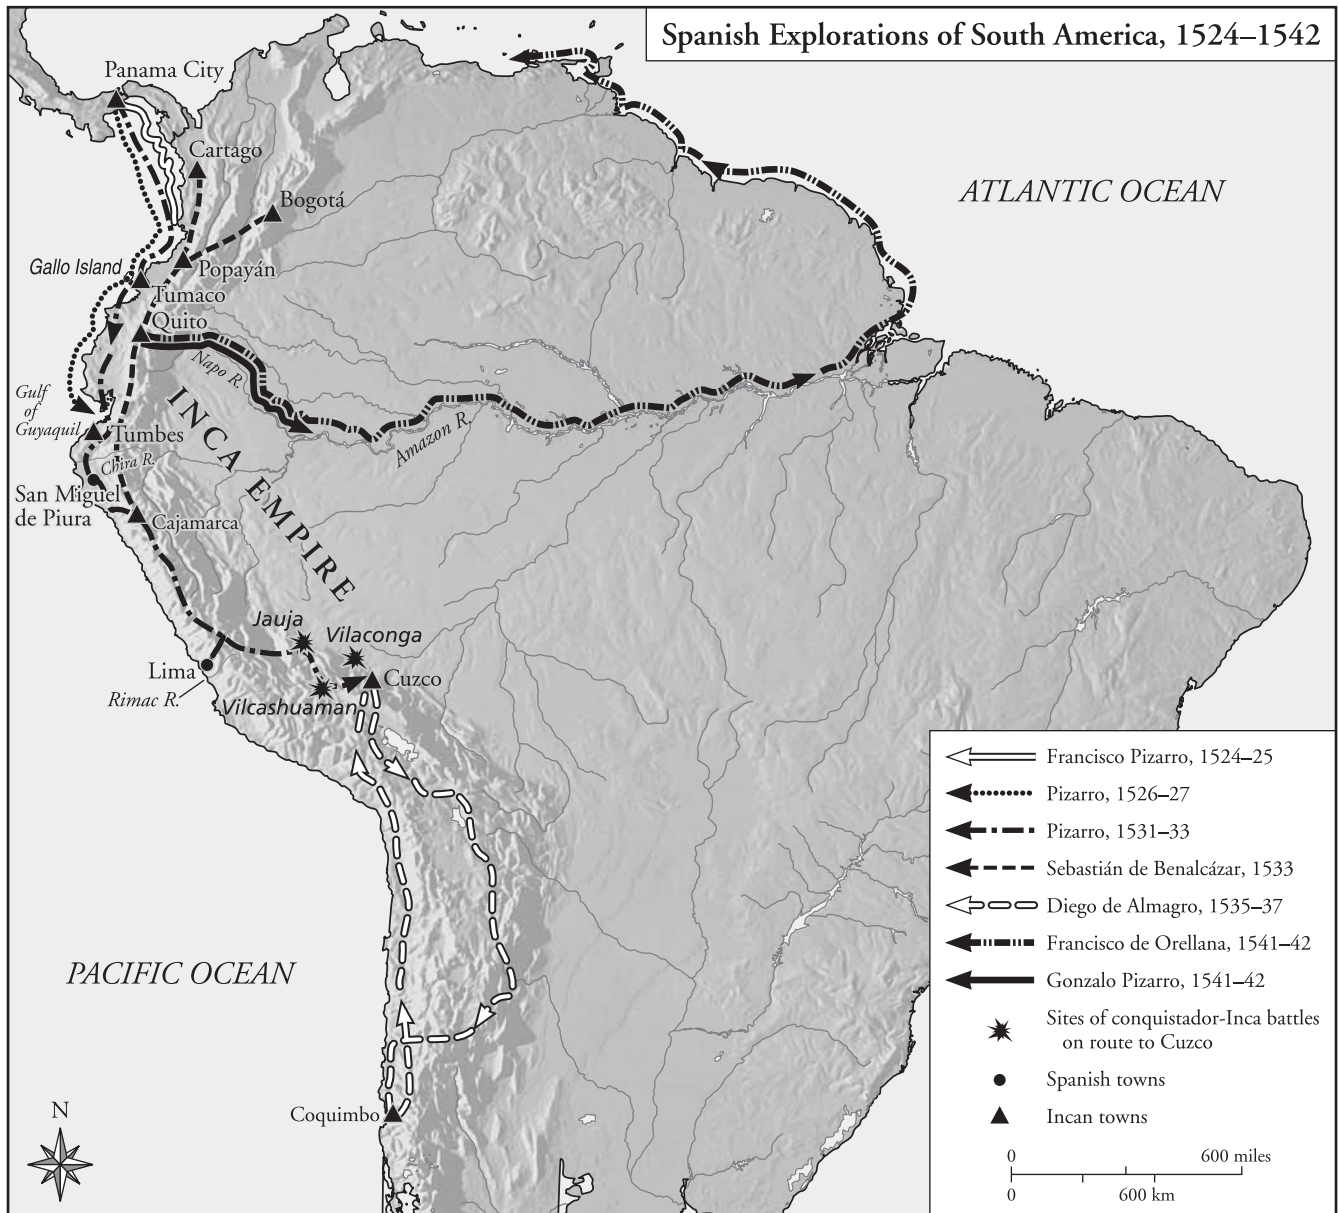 Spanish Explorations of South America, 1524–1542
Panama City
Cartago
Bogotá
ATLANTIC OCEAN
Gallo Island
Popayán
Tumaco
Quito
Napo R.
Gulf
of
Guyaquil
INCA EMPIRE
Amazon R.
Tumbes
Chira R.
San Miguel
de Piura
Cajamarca
Jauja
Vilaconga
Lima
Cuzco
Rimac R.
Vilcashuaman
PACIFIC OCEAN
Coquimbo
N
Francisco Pizarro, 1524–25
Pizarro, 1526–27
Pizarro, 1531–33
Sebastián de Benalcázar, 1533
Diego de Almagro, 1535–37
Francisco de Orellana, 1541–42
Gonzalo Pizarro, 1541–42
Sites of conquistador-Inca battles
on route to Cuzco
Spanish towns
Incan towns
0 600 miles
0 600 km